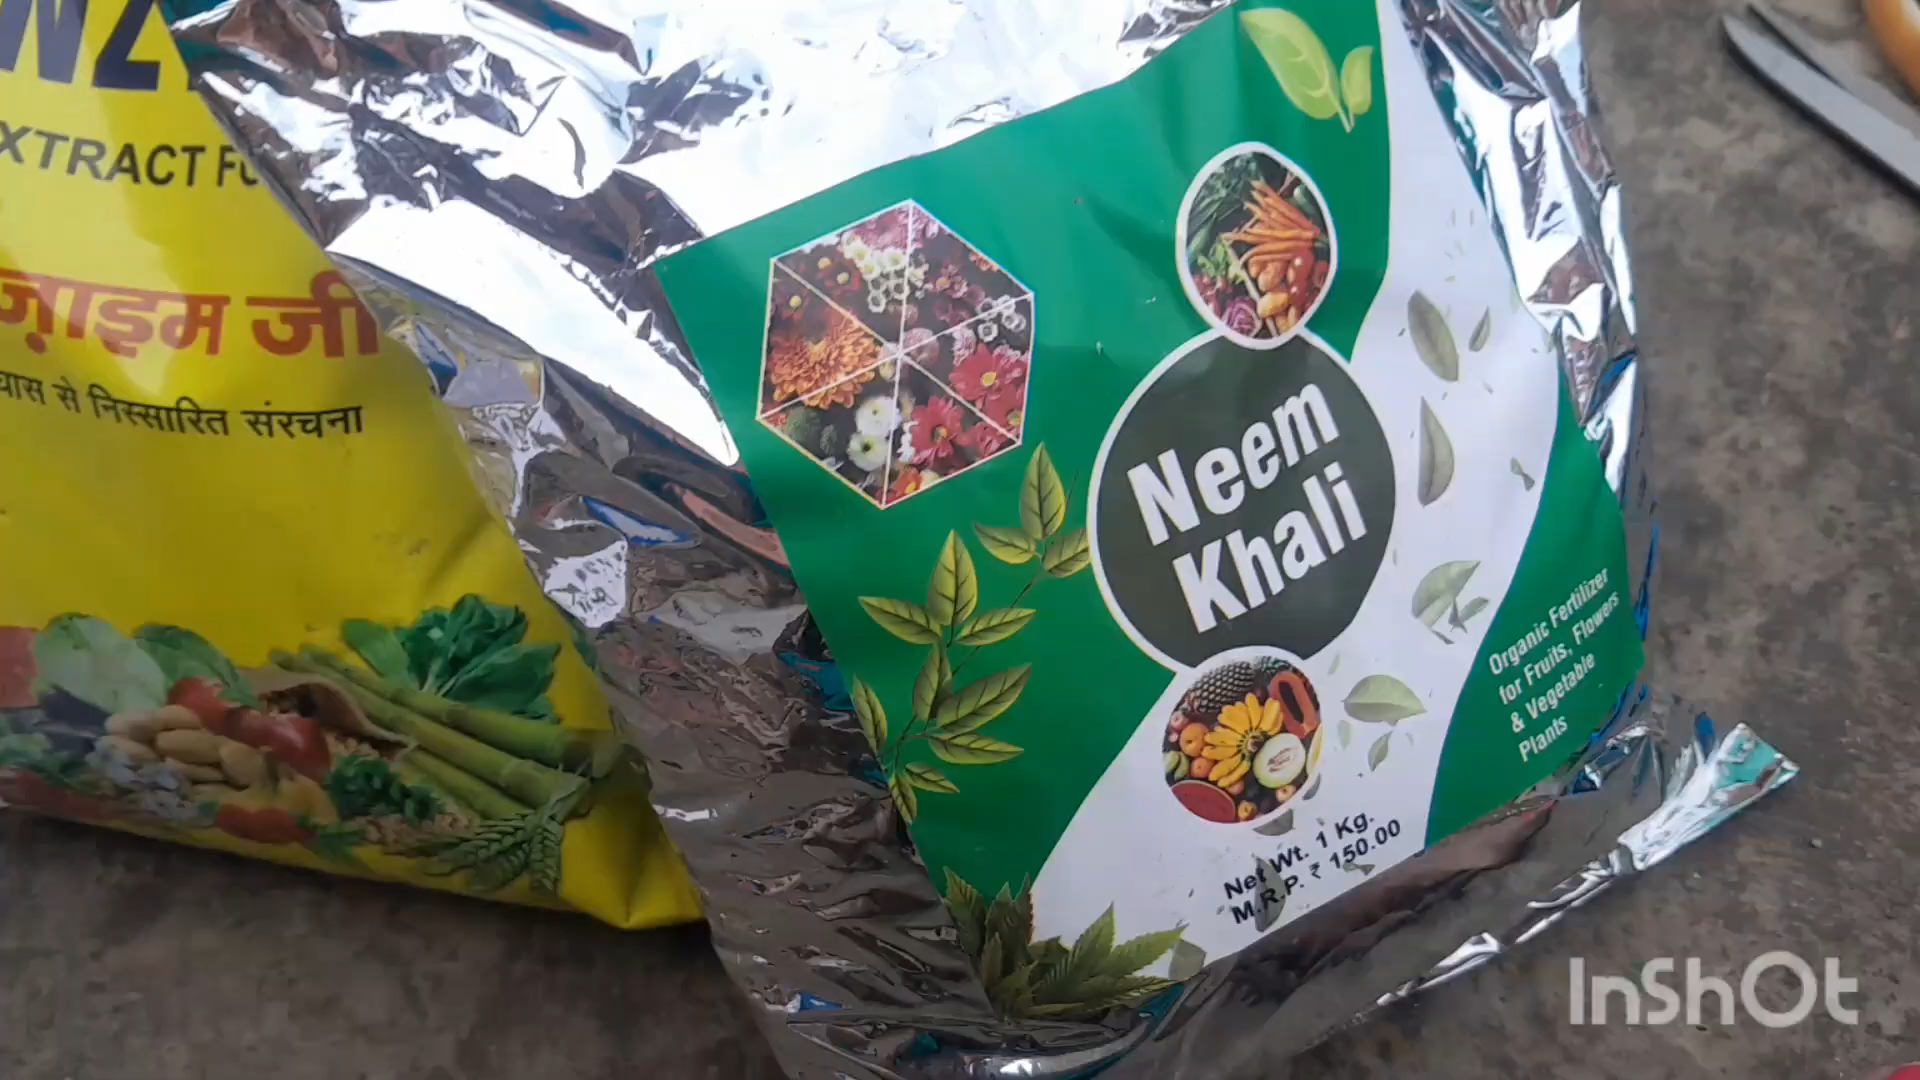 XTRACT
ज़ाइम जी
घास से निस्सारित संरचना
Neem
Khali
Organic Fertilizer
for Fruits, Flowers
& Vegetable
Plants
Net Wt. 1 Kg.
M.R.P. ₹ 150.00
InShOt